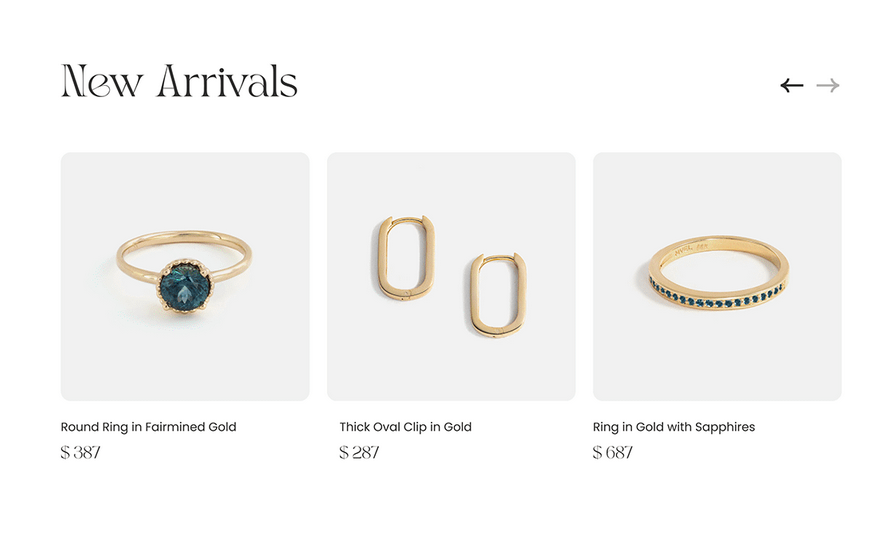 New Arrivals
Round Ring in Fairmined Gold
$ 387
Thick Oval Clip in Gold
$ 287
Ring in Gold with Sapphires
$ 687